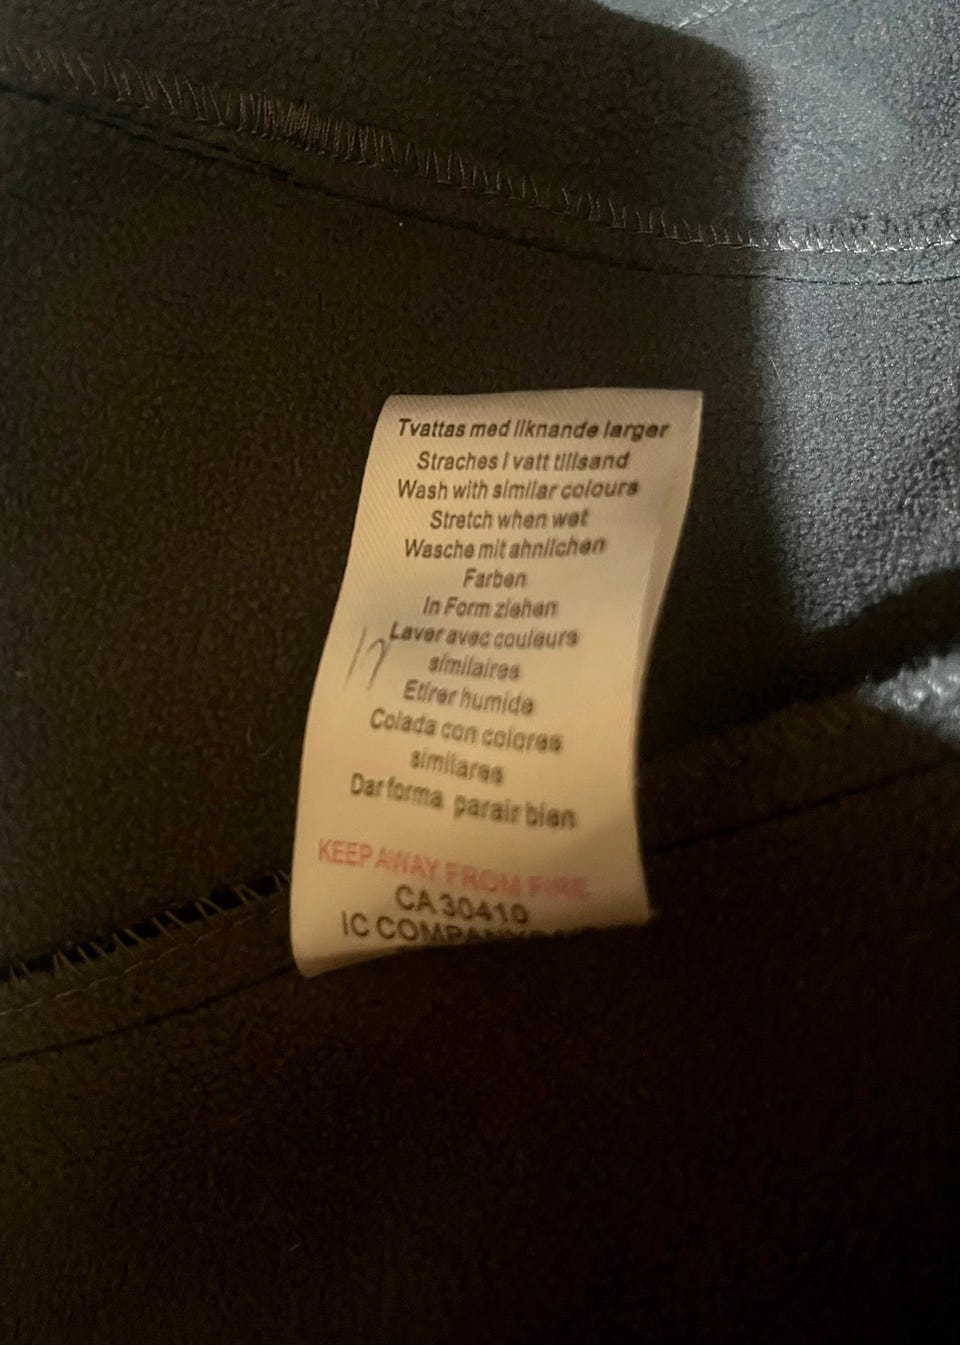 Tvattas med liknande larger
Straches I vatt tillsand
Wash with similar colours
Stretch when wet
Wasche mit ahnlichen
Farben
In Form ziehen
Laver avec couleurs
similaires
Etirer humide
Colada con colores
similares
Dar forma parair bien
KEEP AWAY FROM FIRE
CA 30410
IC